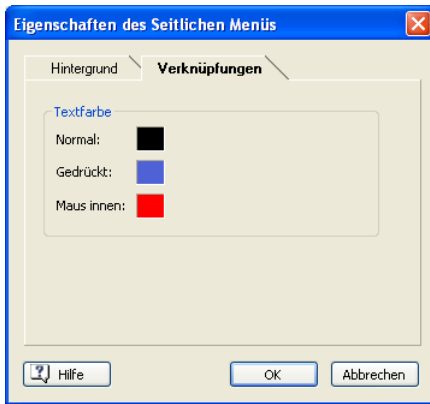 Eigenschaften des Seitlichen Menüs
Hintergrund Verknüpfungen
Textfarbe
Normal:
Gedrückt:
Maus innen:
Hilfe OK Abbrechen